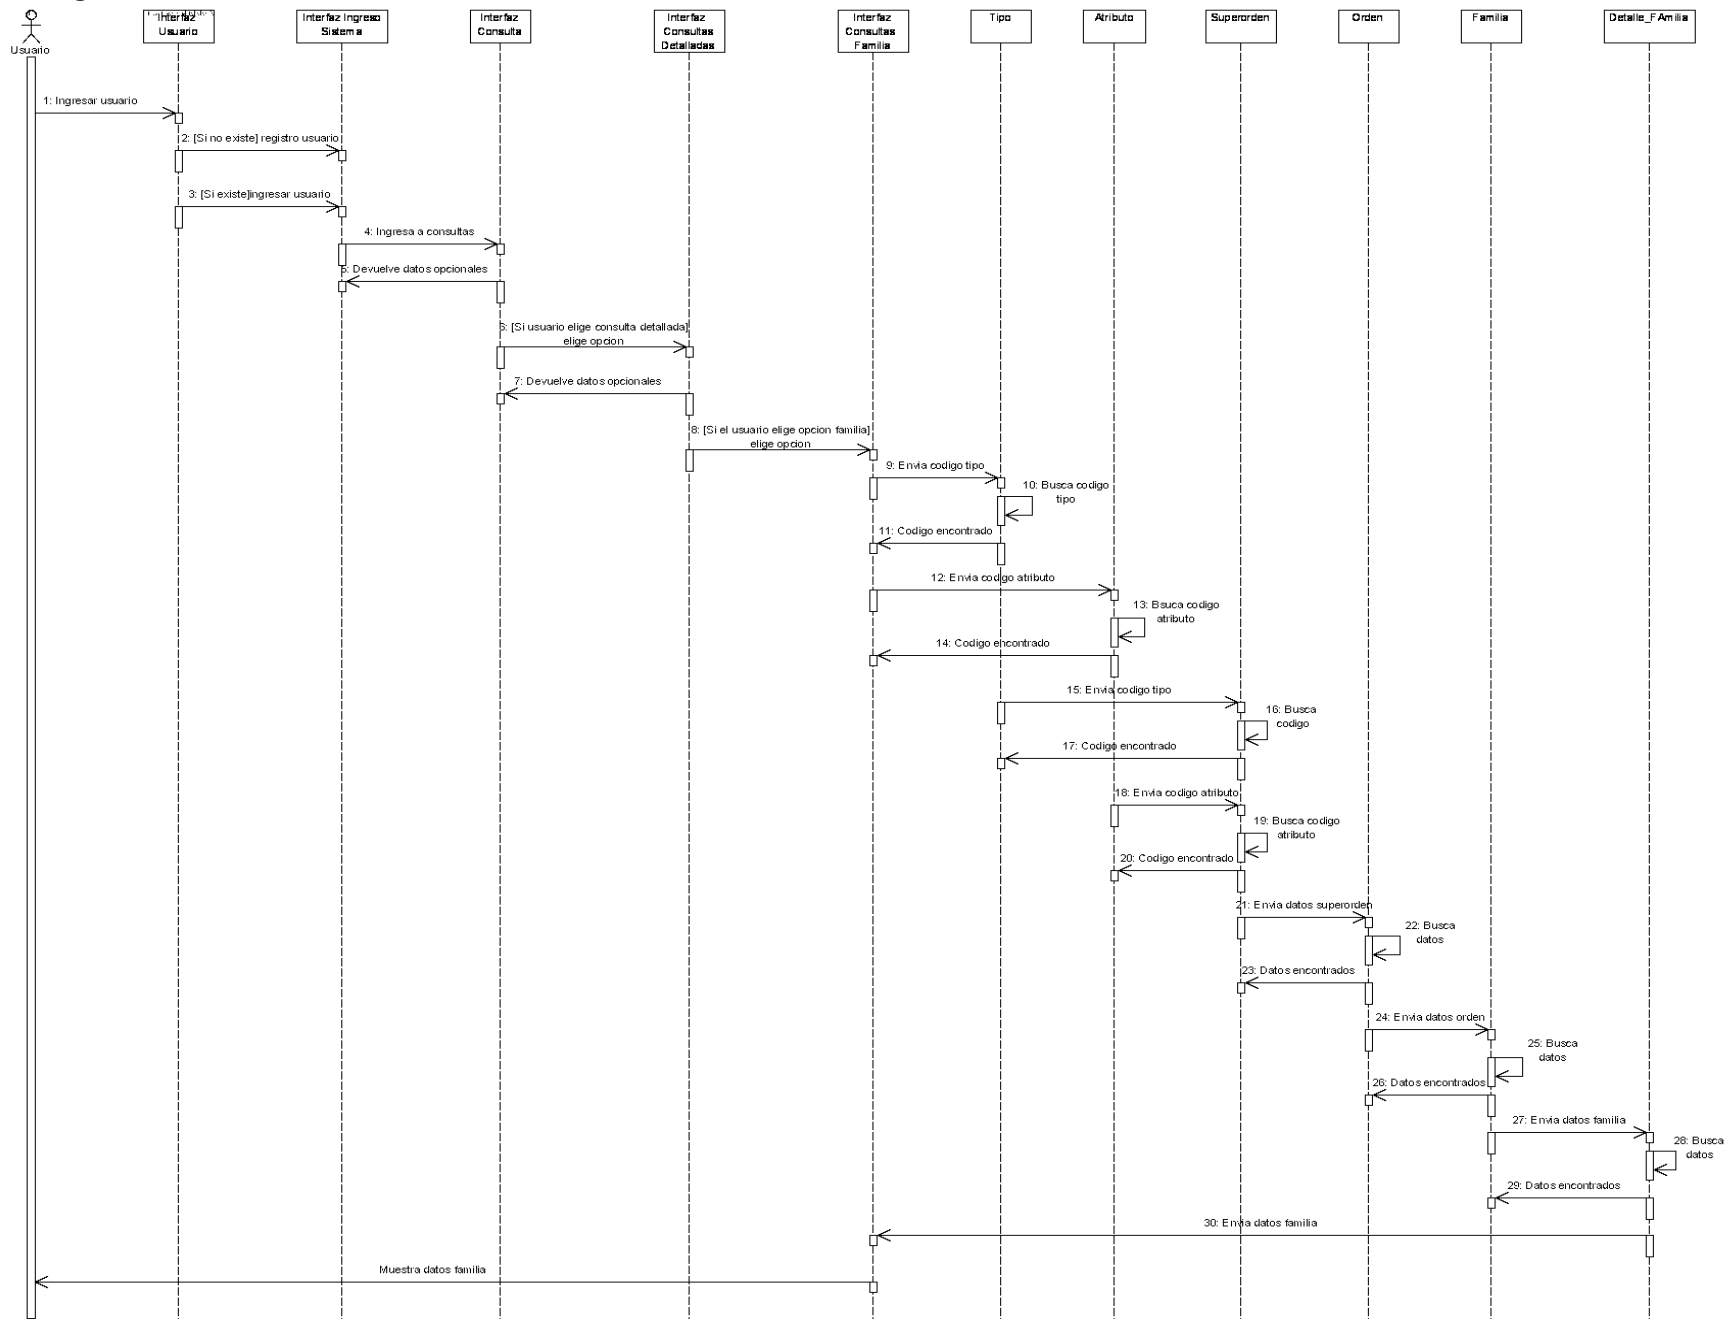 Usuario
Interfaz
Usuario
Interfaz Ingreso
Sistema
Interfaz
Consulta
Interfaz
Consultas
Detalladas
Interfaz
Consultas
Familia
Tipo
Atributo
Superorden
Orden
Familia
Detalle_FAmilia
1: Ingresar usuario
2: [Si no existe] registro usuario
3: [Si existe]ingresar usuario
4: Ingresa a consultas
5: Devuelve datos opcionales
6: [Si usuario elige consulta detallada]
elige opcion
7: Devuelve datos opcionales
8: [Si el usuario elige opcion familia]
elige opcion
9: Envia codigo tipo
10: Busca codigo
tipo
11: Codigo encontrado
12: Envia codigo atributo
13: Bsuca codigo
atributo
14: Codigo encontrado
15: Envia codigo tipo
16: Busca
codigo
17: Codigo encontrado
18: Envia codigo atributo
19: Busca codigo
atributo
20: Codigo encontrado
21: Envia datos superorden
22: Busca
datos
23: Datos encontrados
24: Envia datos orden
25: Busca
datos
26: Datos encontrados
27: Envia datos familia
28: Busca
datos
29: Datos encontrados
30: Envia datos familia
Muestra datos familia